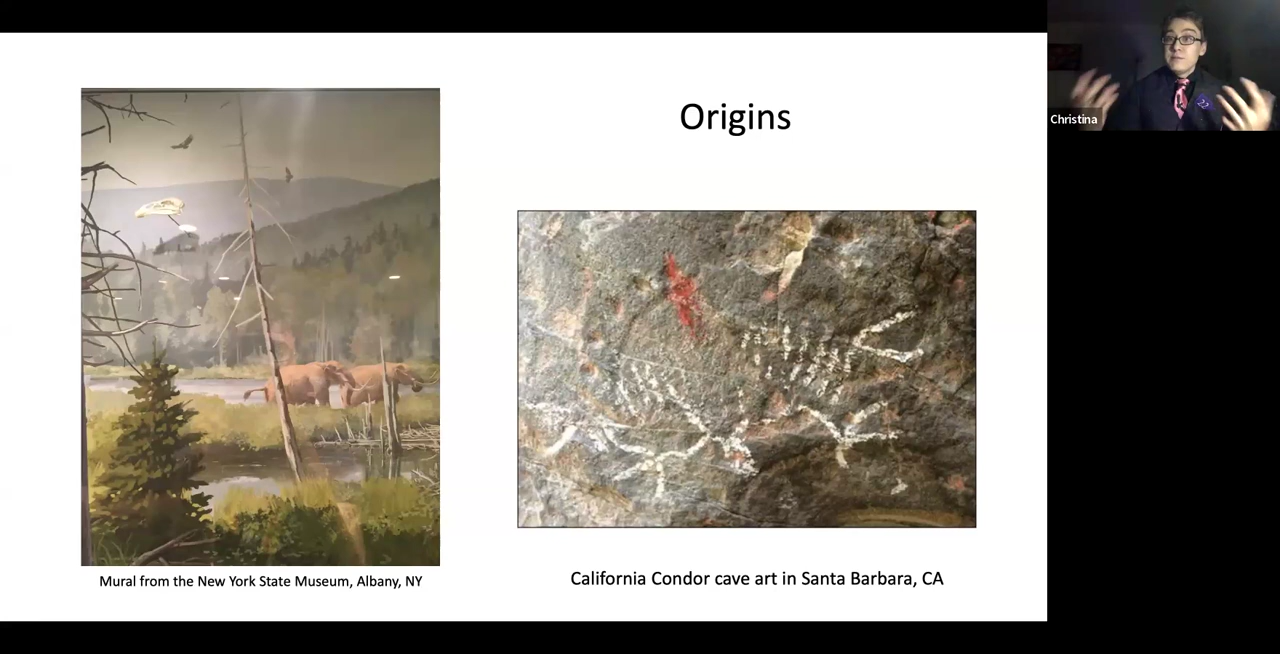 Origins
Mural from the New York State Museum, Albany, NY
California Condor cave art in Santa Barbara, CA
Christina
22